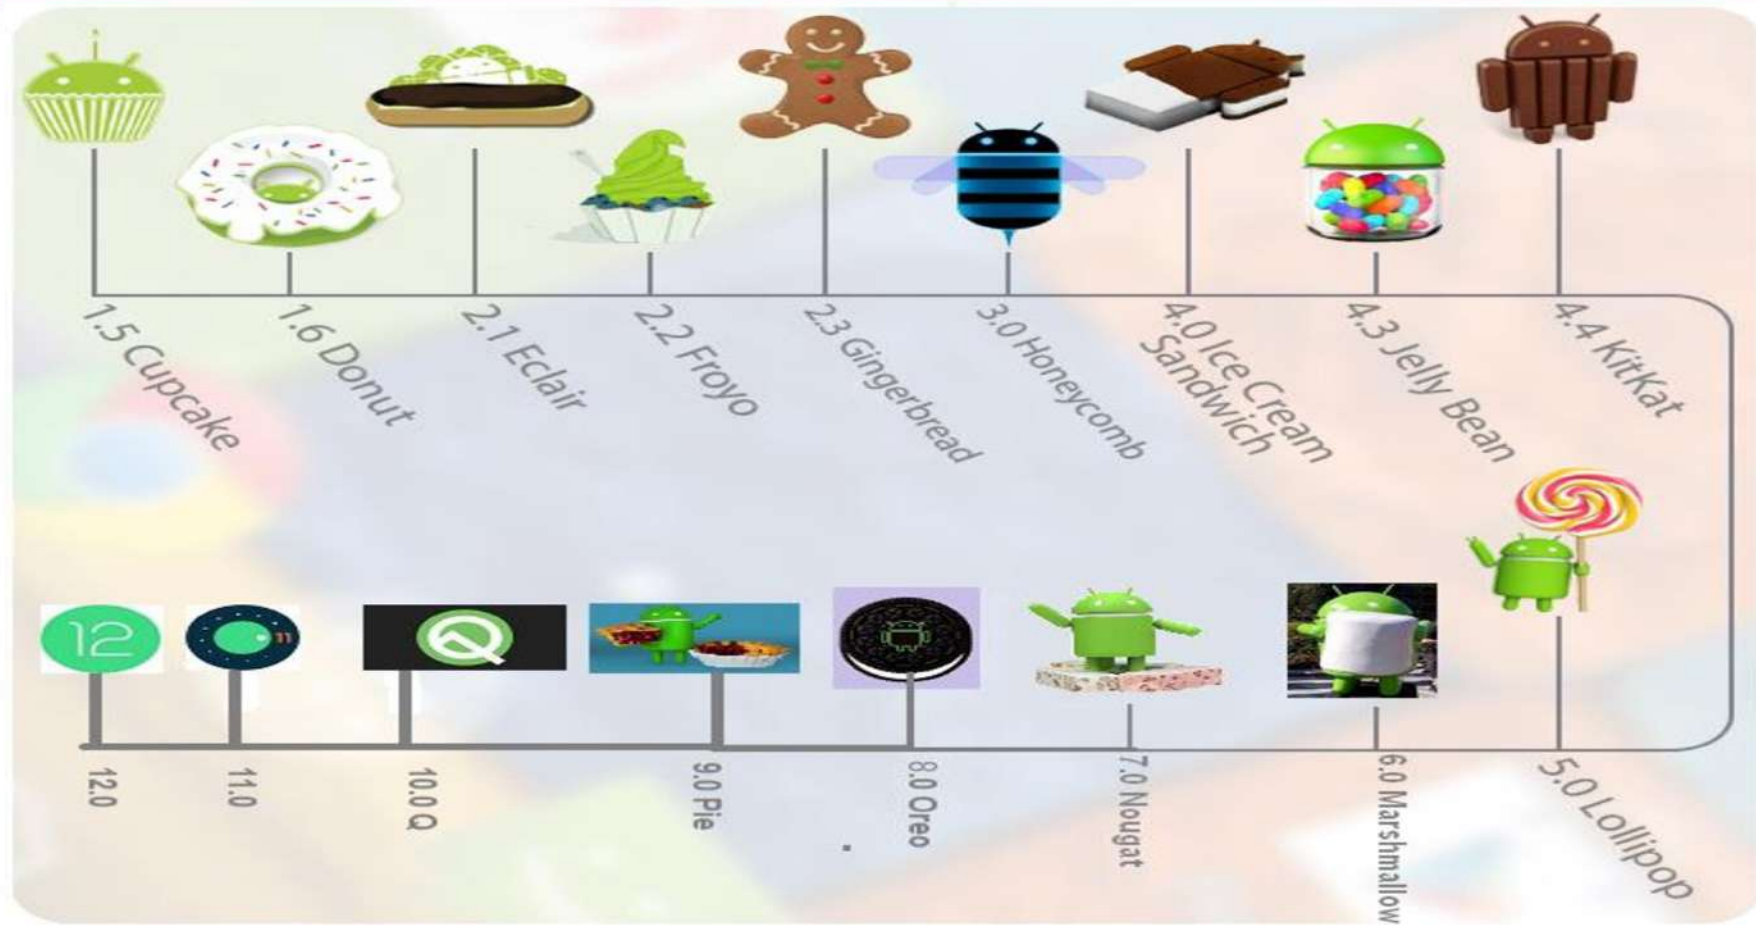 1.5 Cupcake
1.6 Donut
2.1 Eclair
2.2 Froyo
2.3 Gingerbread
3.0 Honeycomb
4.0 Ice Cream
Sandwich
4.3 Jelly Bean
4.4 KitKat
5.0 Lollipop
6.0 Marshmallow
7.0 Nougat
8.0 Oreo
9.0 Pie
Q
10.0 Q
11
11.0
12
12.0